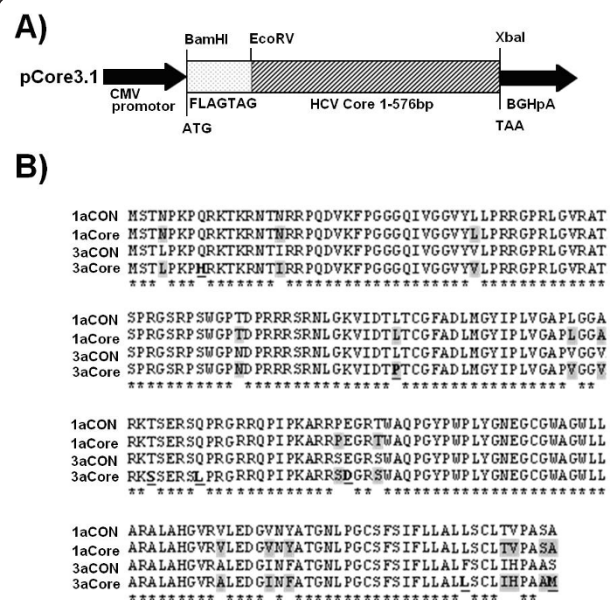 A)
BamHI EcoRV XbaI
pCore3.1
CMV promotor FLAGTAG HCV Core 1-576bp BGHpA
ATG TAA
B)
1aCON MSTNPKPQRKTKRNTNRRPQDVKFPGGGQIVGGVYLLPRRGPRLGVRAT
1aCore MSTNPKPQRKTKRNTNRRPQDVKFPGGGQIVGGVYLLPRRGPRLGVRAT
3aCON MSTLPKPQRKTKRNTIRRPQDVKFPGGGQIVGGVYVLPRRGPRLGVRAT
3aCore MSTLPKPHRKTKRNTIRRPQDVKFPGGGQIVGGVYVLPRRGPRLGVRAT
1aCON SPRGSRPSWGPTDPRRRSRNLGKVIDTLTCGFADLMGYIPLVGAPLGGA
1aCore SPRGSRPSWGPTDPRRRSRNLGKVIDTLTCGFADLMGYIPLVGAPLGGA
3aCON SPRGSRPSWGPNDPRRRSRNLGKVIDTLTCGFADLMGYIPLVGAPVGGV
3aCore SPRGSRPSWGPNDPRRRSRNLGKVIDTPTCGFADLMGYIPLVGAPVGGV
1aCON RKTSERSQPRGRRQPIPKARRPEGRTWAQPGYPWPLYGNEGCGWAGWLL
1aCore RKTSERSQPRGRRQPIPKARRPEGRTWAQPGYPWPLYGNEGCGWAGWLL
3aCON RKTSERSQPRGRRQPIPKARRSEGRSWAQPGYPWPLYGNEGCGWAGWLL
3aCore RKSSERSLPRGRRQPIPKARRSDGRSWAQPGYPWPLYGNEGCGWAGWLL
1aCON ARALAHGVRVLEDGVNYATGNLPGCSFSIFLLALLSCLTVPASA
1aCore ARALAHGVRVLEDGVNYATGNLPGCSFSIFLLALLSCLTVPASA
3aCON ARALAHGVRALEDGINFATGNLPGCSFSIFLLALFSCLIHPAAS
3aCore ARALAHGVRALEDGINFATGNLPGCSFSIFLLALLSCLIHPAAM